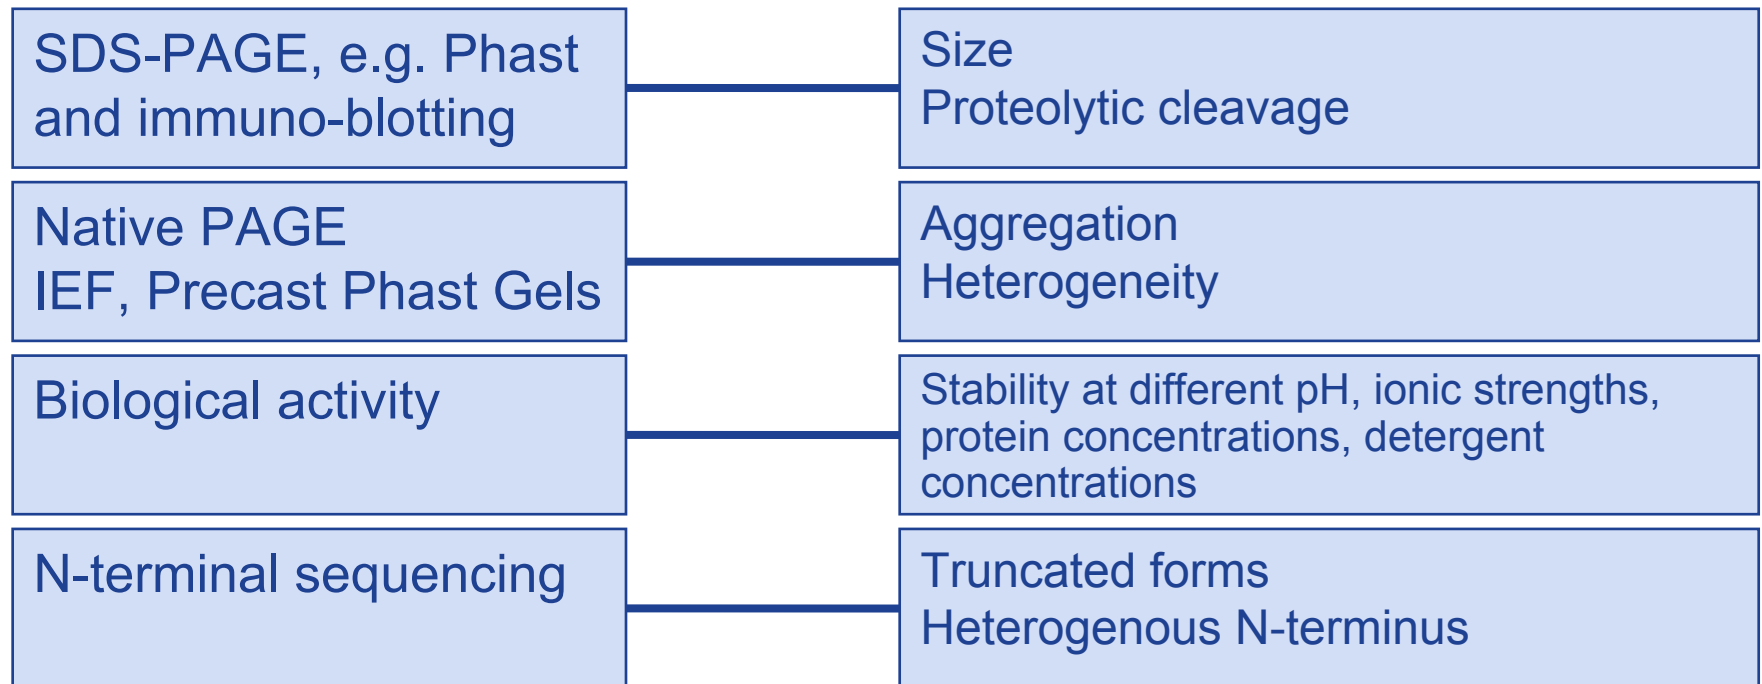 SDS-PAGE, e.g. Phast
and immuno-blotting
Size
Proteolytic cleavage
Native PAGE
IEF, Precast Phast Gels
Aggregation
Heterogeneity
Biological activity
Stability at different pH, ionic strengths,
protein concentrations, detergent
concentrations
N-terminal sequencing
Truncated forms
Heterogenous N-terminus